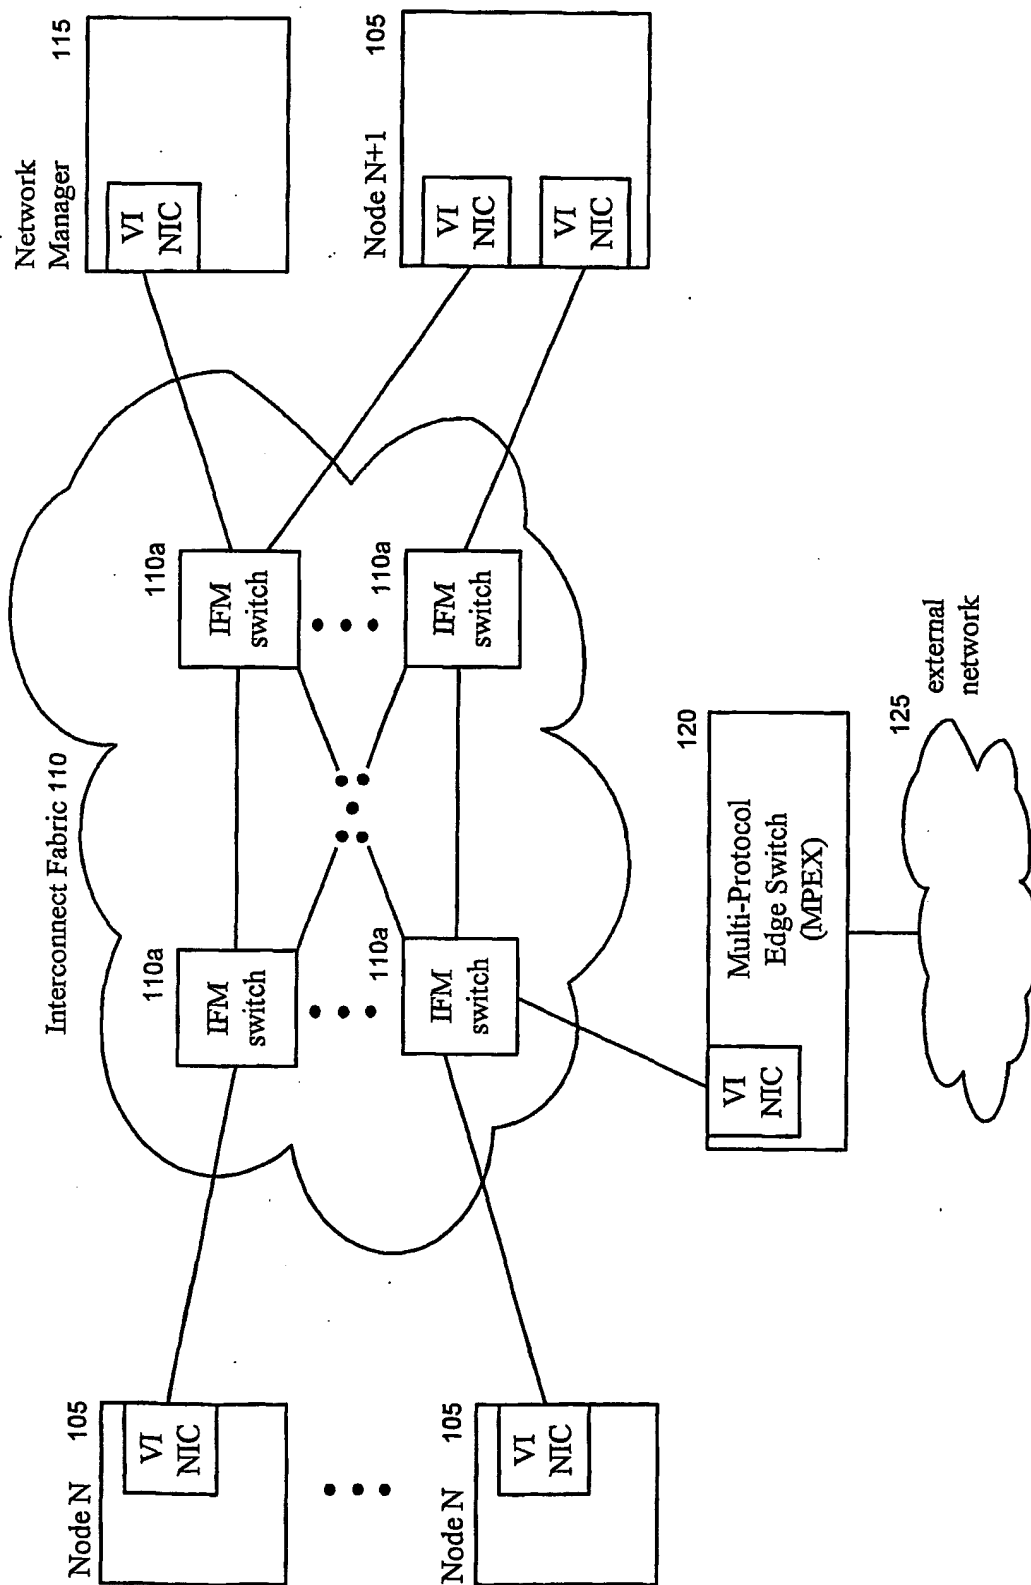 Network
Manager
115
VI
NIC
Node N+1
105
VI
NIC
VI
NIC
Interconnect Fabric 110
110a
IFM
switch
110a
IFM
switch
110a
IFM
switch
110a
IFM
switch
Node N
105
VI
NIC
Node N
105
VI
NIC
120
Multi-Protocol
Edge Switch
(MPEX)
VI
NIC
125
external
network